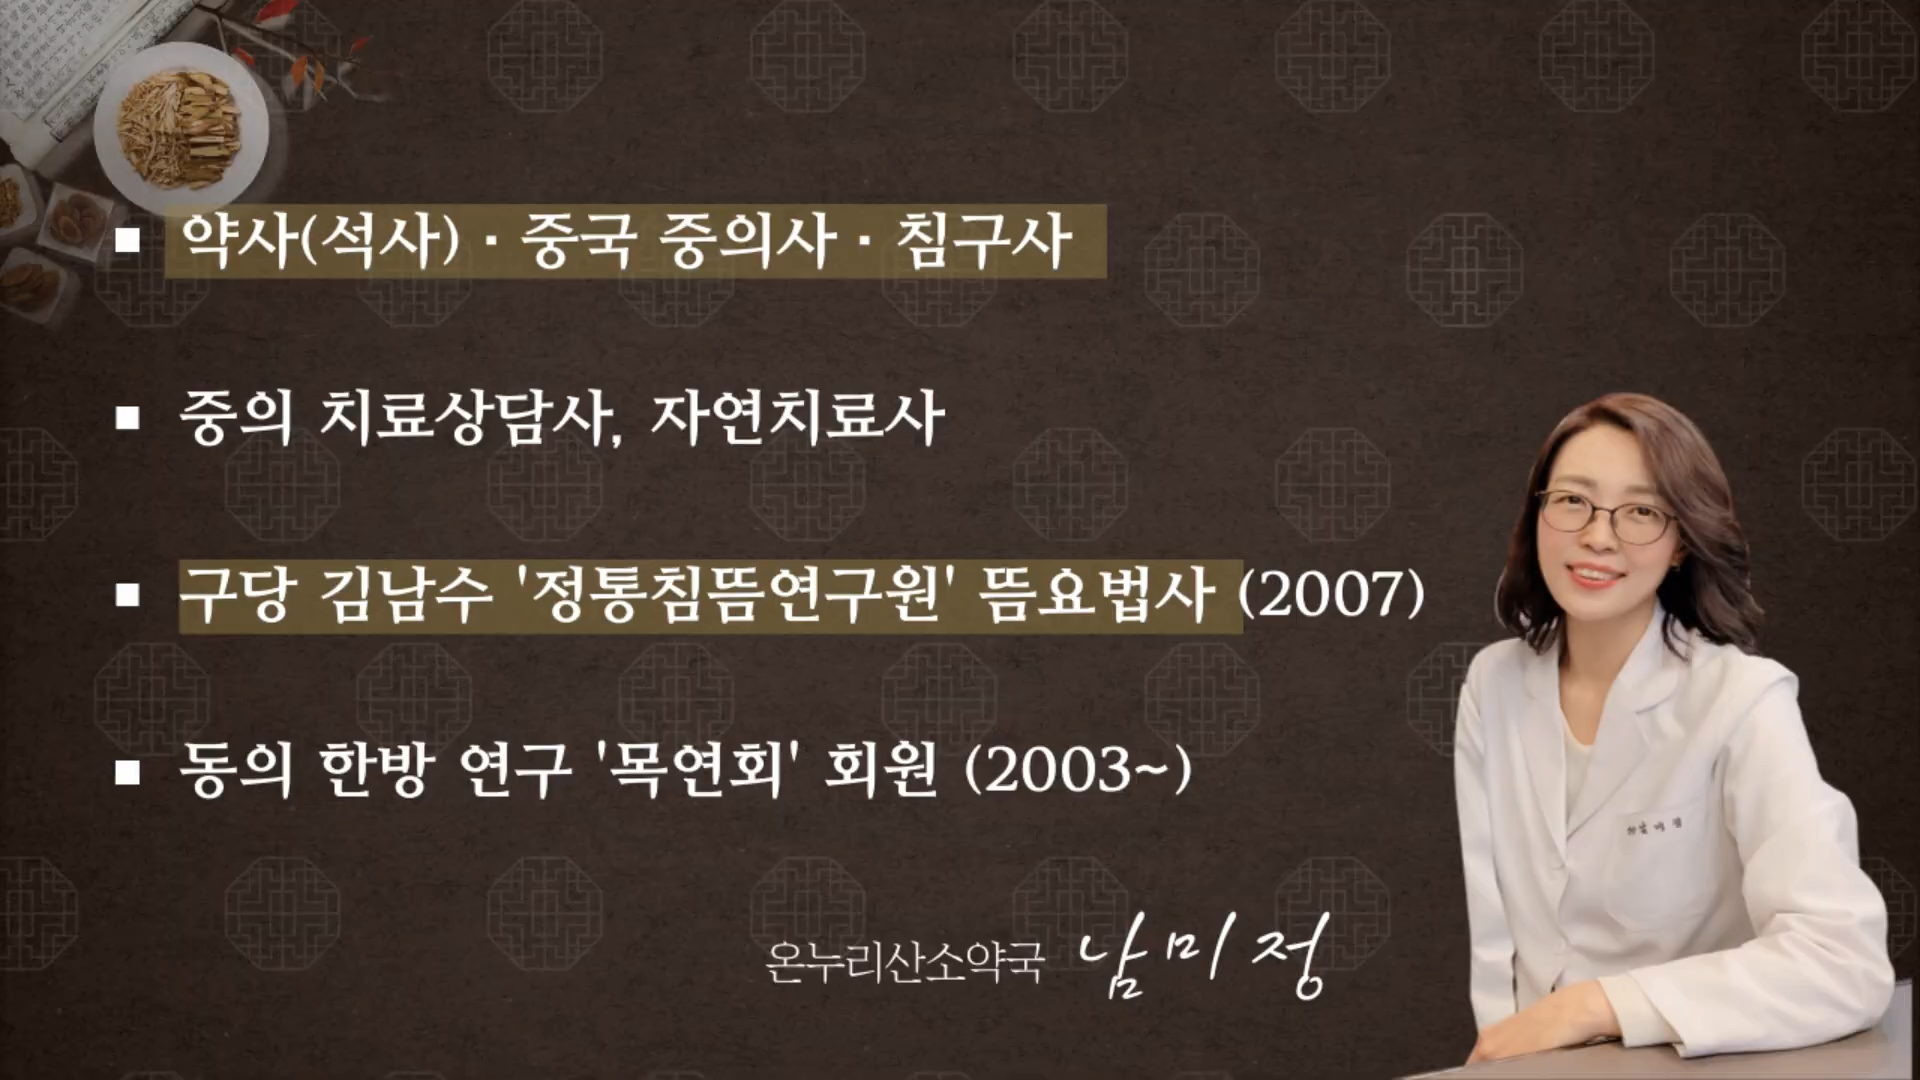 약사(석사) · 중국 중의사 · 침구사
중의 치료상담사, 자연치료사
구당 김남수 '정통침뜸연구원' 뜸요법사 (2007)
동의 한방 연구 '목연회' 회원 (2003~)
온누리산소약국 남미정